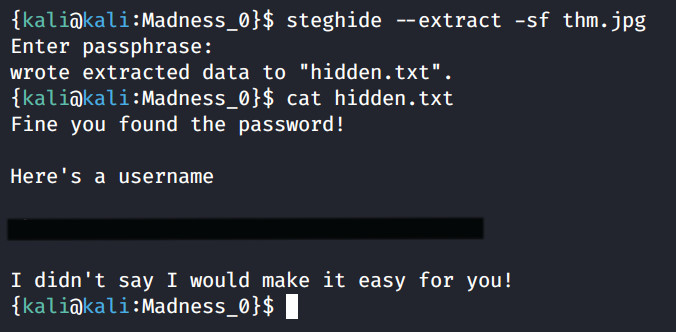 {kali@kali:Madness_0}$ steghide --extract -sf thm.jpg
Enter passphrase:
wrote extracted data to "hidden.txt".
{kali@kali:Madness_0}$ cat hidden.txt
Fine you found the password!
Here's a username
I didn't say I would make it easy for you!
{kali@kali:Madness_0}$